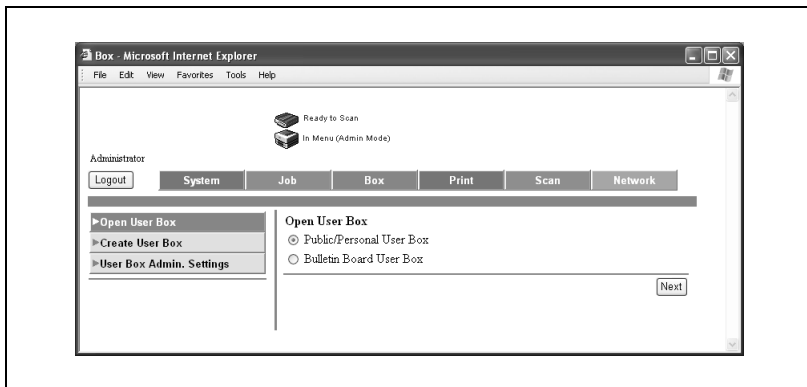 Box - Microsoft Internet Explorer
File Edit View Favorites Tools Help
Ready to Scan
In Menu (Admin Mode)
Administrator
Logout System Job Box Print Scan Network
Open User Box
Create User Box
User Box Admin. Settings
Open User Box
Public/Personal User Box
Bulletin Board User Box
Next